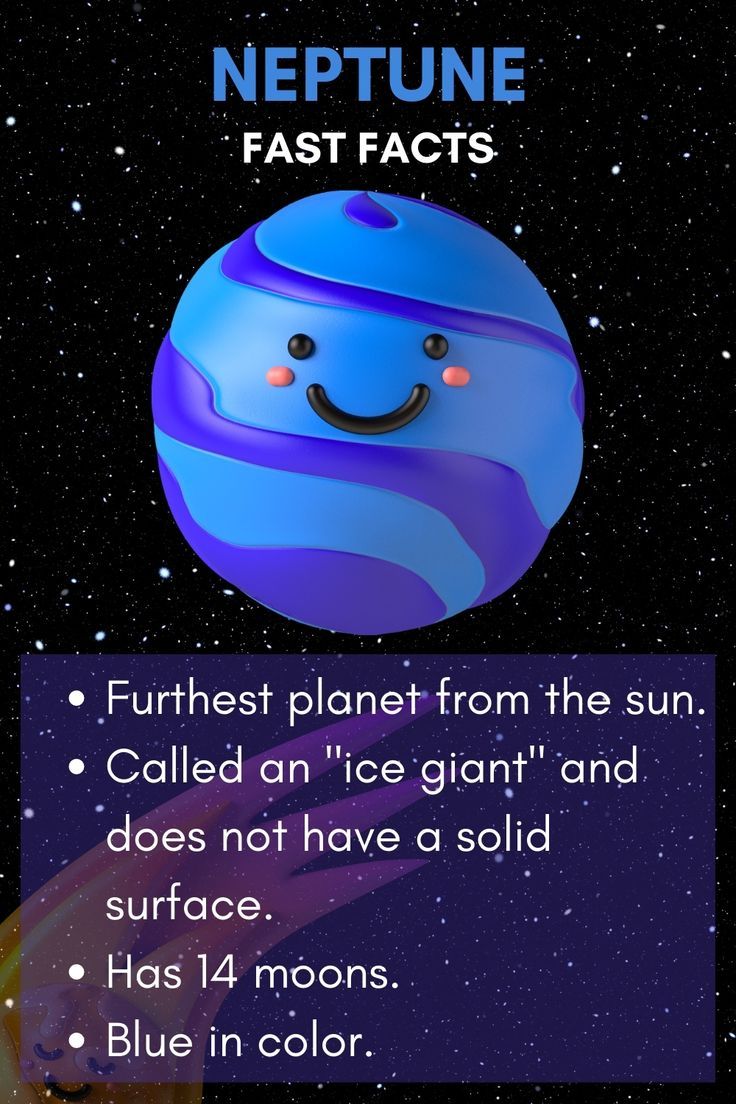 NEPTUNE
FAST FACTS
• Furthest planet from the sun.
• Called an "ice giant" and
does not have a solid
surface.
• Has 14 moons.
• Blue in color.